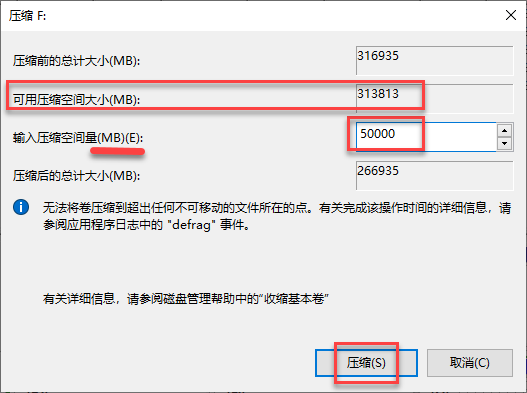 压缩 F:
压缩前的总计大小(MB): 316935
可用压缩空间大小(MB): 313813
输入压缩空间量(MB)(E): 50000
压缩后的总计大小(MB): 266935
无法将卷压缩到超出任何不可移动的文件所在的点。有关完成该操作时间的详细信息，请
参阅应用程序日志中的 "defrag" 事件。
有关详细信息，请参阅磁盘管理帮助中的“收缩基本卷”
压缩(S) 取消(C)